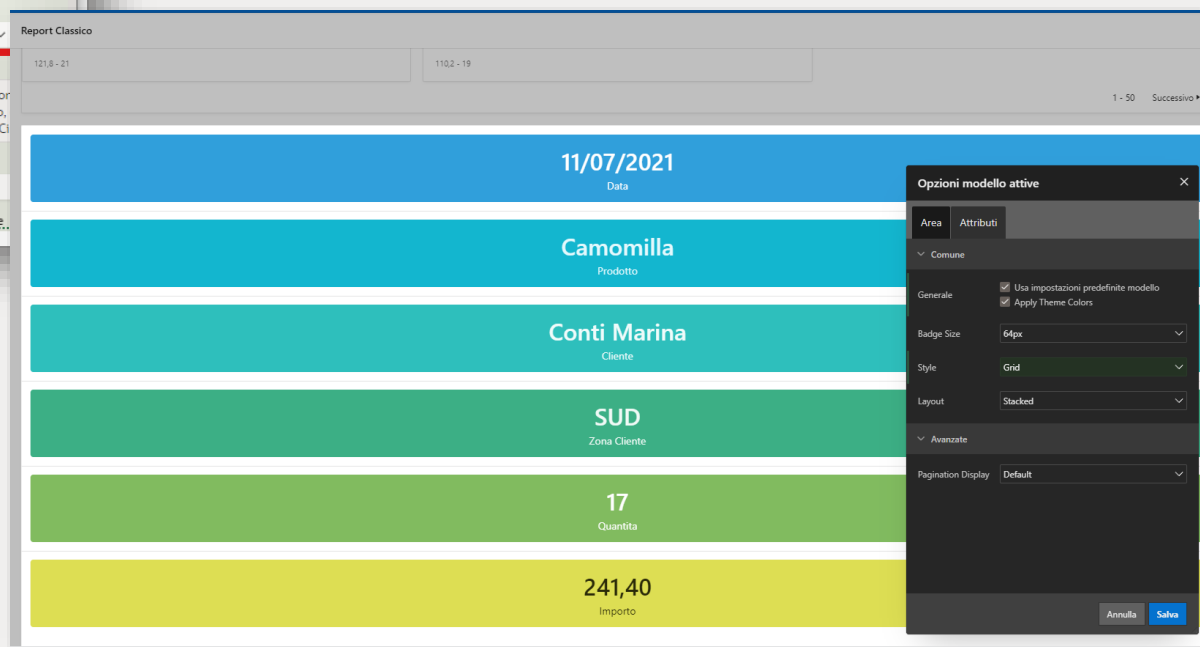 Report Classico
121,8 - 21
110,2 - 19
1 - 50 Successivo
11/07/2021
Data
Camomilla
Prodotto
Conti Marina
Cliente
SUD
Zona Cliente
17
Quantita
241,40
Importo
Opzioni modello attive
Area Attributi
Comune
Generale
Usa impostazioni predefinite modello
Apply Theme Colors
Badge Size 64px
Style Grid
Layout Stacked
Avanzate
Pagination Display Default
Annulla Salva